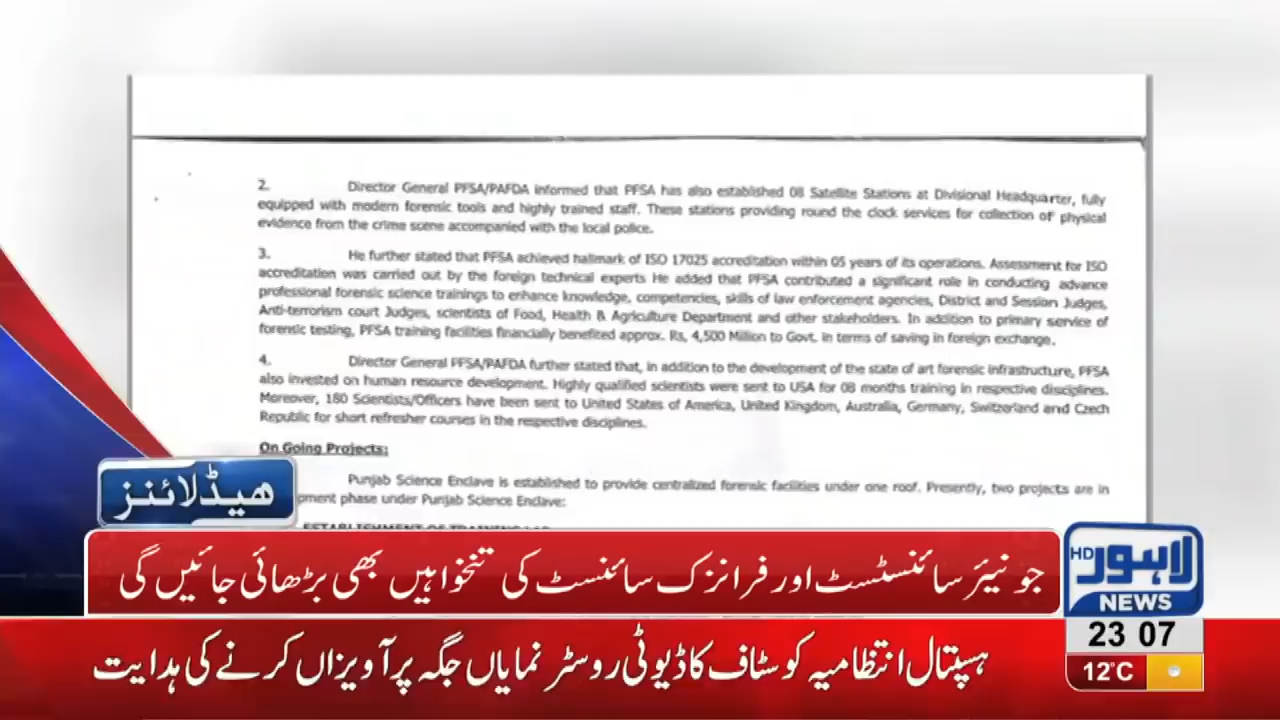 2. Director General PFSA/PAFDA informed that PFSA has also established 08 Satellite Stations at Divisional Headquarter, fully
equipped with modern forensic tools and highly trained staff. These stations providing round the clock services for collection of physical
evidence from the crime scene accompanied with the local police.
3. He further stated that PFSA achieved hallmark of ISO 17025 accreditation within 05 years of its operations. Assessment for ISO
accreditation was carried out by the foreign technical experts He added that PFSA contributed a significant role in conducting advance
professional forensic science trainings to enhance knowledge, competencies, skills of law enforcement agencies, District and Session Judges,
Anti-terrorism court Judges, scientists of Food, Health & Agriculture Department and other stakeholders. In addition to primary service of
forensic testing, PFSA training facilities financially benefited approx. Rs, 4,500 Million to Govt. in terms of saving in foreign exchange.
4. Director General PFSA/PAFDA further stated that, in addition to the development of the state of art forensic infrastructure, PFSA
also invested on human resource development. Highly qualified scientists were sent to USA for 08 months training in respective disciplines.
Moreover, 180 Scientists/Officers have been sent to United States of America, United Kingdom, Australia, Germany, Switzerland and Czech
Republic for short refresher courses in the respective disciplines.
On Going Projects:
Punjab Science Enclave is established to provide centralized forensic facilities under one roof. Presently, two projects are in
pment phase under Punjab Science Enclave:
ESTABLISHMENT OF TRAINING LAB
ہیڈلائنز
جونیئر سائنسٹسٹ اور فرانزک سائنسٹ کی تنخواہیں بھی بڑھائی جائیں گی
HD لاہور
NEWS
23 07
12°C
ہسپتال انتظامیہ کو سٹاف کا ڈیوٹی روسٹر نمایاں جگہ پر آویزاں کرنے کی ہدایت